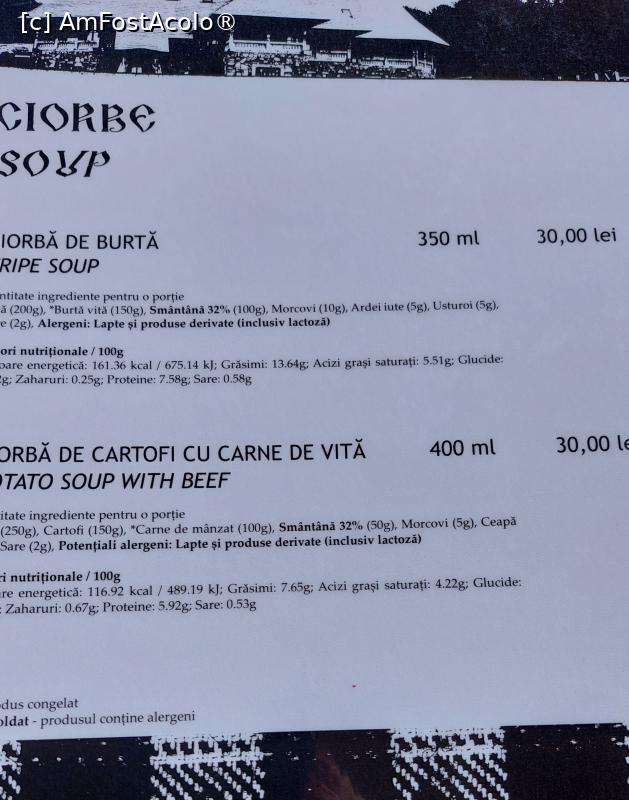 [c] AmFostAcolo®
CIORBE
SOUP
IORBĂ DE BURTĂ 350 ml 30,00 lei
RIPE SOUP
ntitate ingrediente pentru o porție
ă (200g), *Burtă vită (150g), Smântână 32% (100g), Morcovi (10g), Ardei iute (5g), Usturoi (5g),
e (2g), Alergeni: Lapte și produse derivate (inclusiv lactoză)
ori nutriționale / 100g
oare energetică: 161.36 kcal / 675.14 kJ; Grăsimi: 13.64g; Acizi grași saturați: 5.51g; Glucide:
2g; Zaharuri: 0.25g; Proteine: 7.58g; Sare: 0.58g
ORBĂ DE CARTOFI CU CARNE DE VITĂ 400 ml 30,00 le
OTATO SOUP WITH BEEF
titate ingrediente pentru o porție
(250g), Cartofi (150g), *Carne de mânzat (100g), Smântână 32% (50g), Morcovi (5g), Ceapă
Sare (2g), Potențiali alergeni: Lapte și produse derivate (inclusiv lactoză)
ri nutriționale / 100g
are energetică: 116.92 kcal / 489.19 kJ; Grăsimi: 7.65g; Acizi grași saturați: 4.22g; Glucide:
; Zaharuri: 0.67g; Proteine: 5.92g; Sare: 0.53g
odus congelat
oldat - produsul conține alergeni